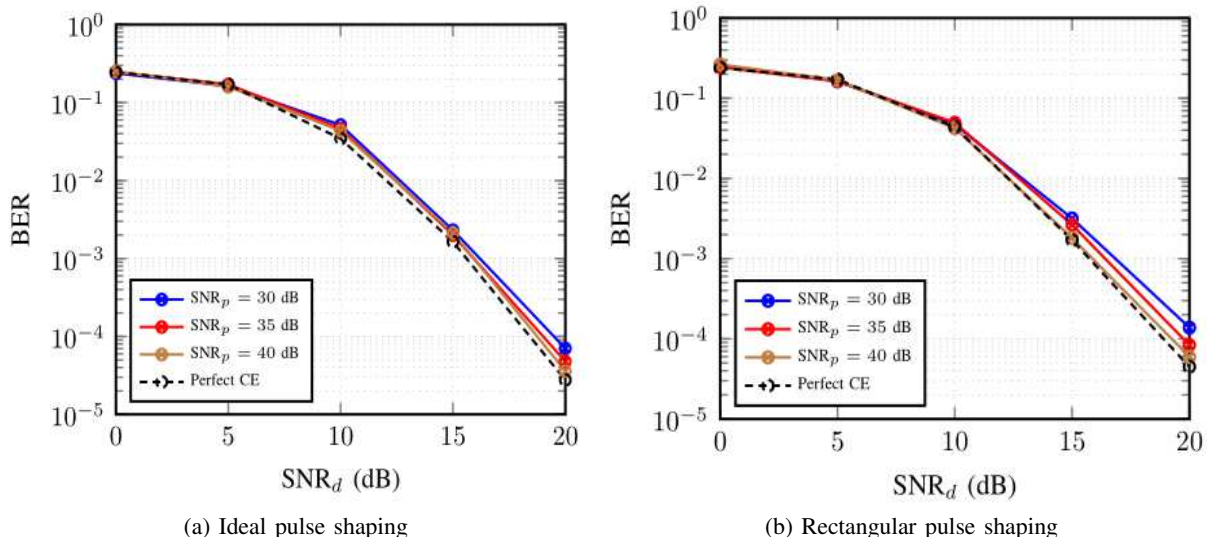 10^0
10^{-1}
10^{-2}
10^{-3}
10^{-4}
10^{-5}
BER
SNR_p = 30 dB
SNR_p = 35 dB
SNR_p = 40 dB
Perfect CE
0 5 10 15 20
SNR_d (dB)
(a) Ideal pulse shaping
10^0
10^{-1}
10^{-2}
10^{-3}
10^{-4}
10^{-5}
BER
SNR_p = 30 dB
SNR_p = 35 dB
SNR_p = 40 dB
Perfect CE
0 5 10 15 20
SNR_d (dB)
(b) Rectangular pulse shaping